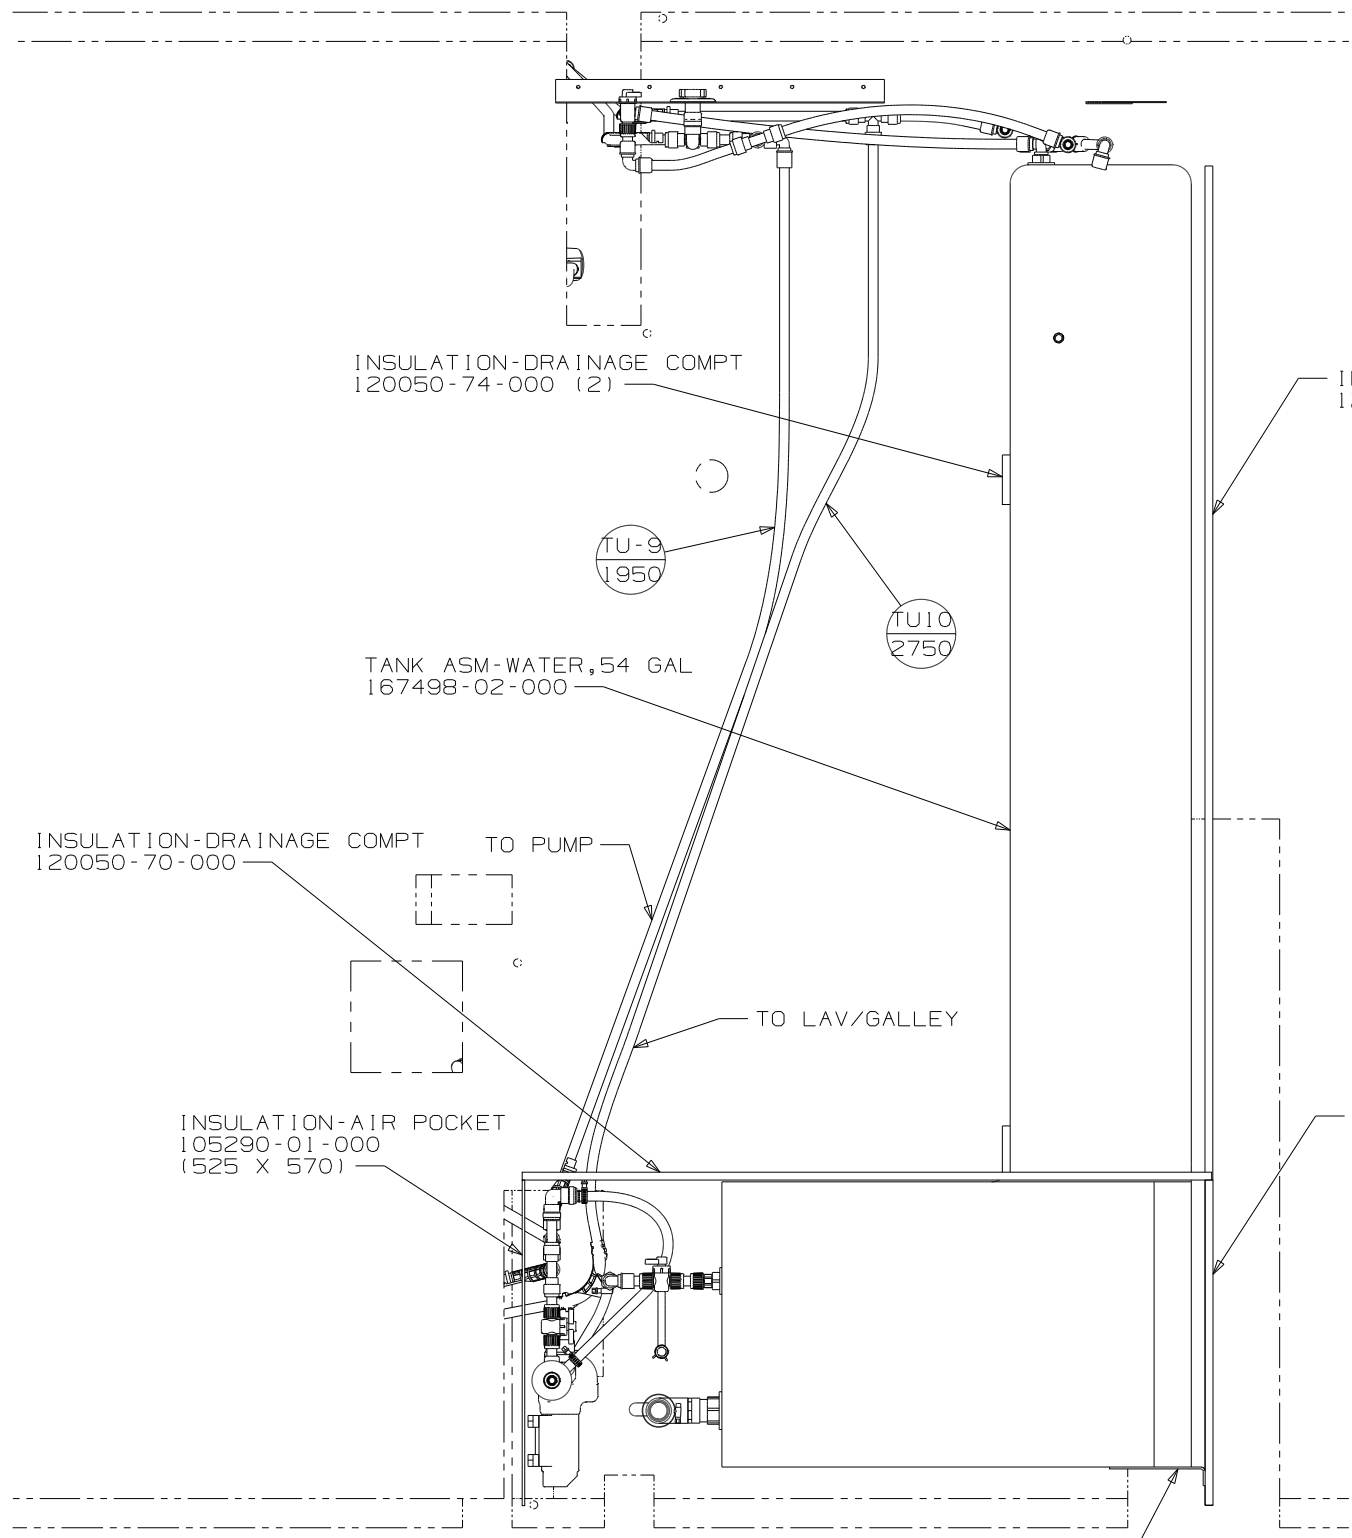 INSULATION-DRAINAGE COMPT
120050-74-000 (2)
TU-9
1950
TU10
2750
TANK ASM-WATER,54 GAL
167498-02-000
INSULATION-DRAINAGE COMPT
120050-70-000
TO PUMP
TO LAV/GALLEY
INSULATION-AIR POCKET
105290-01-000
(525 X 570)